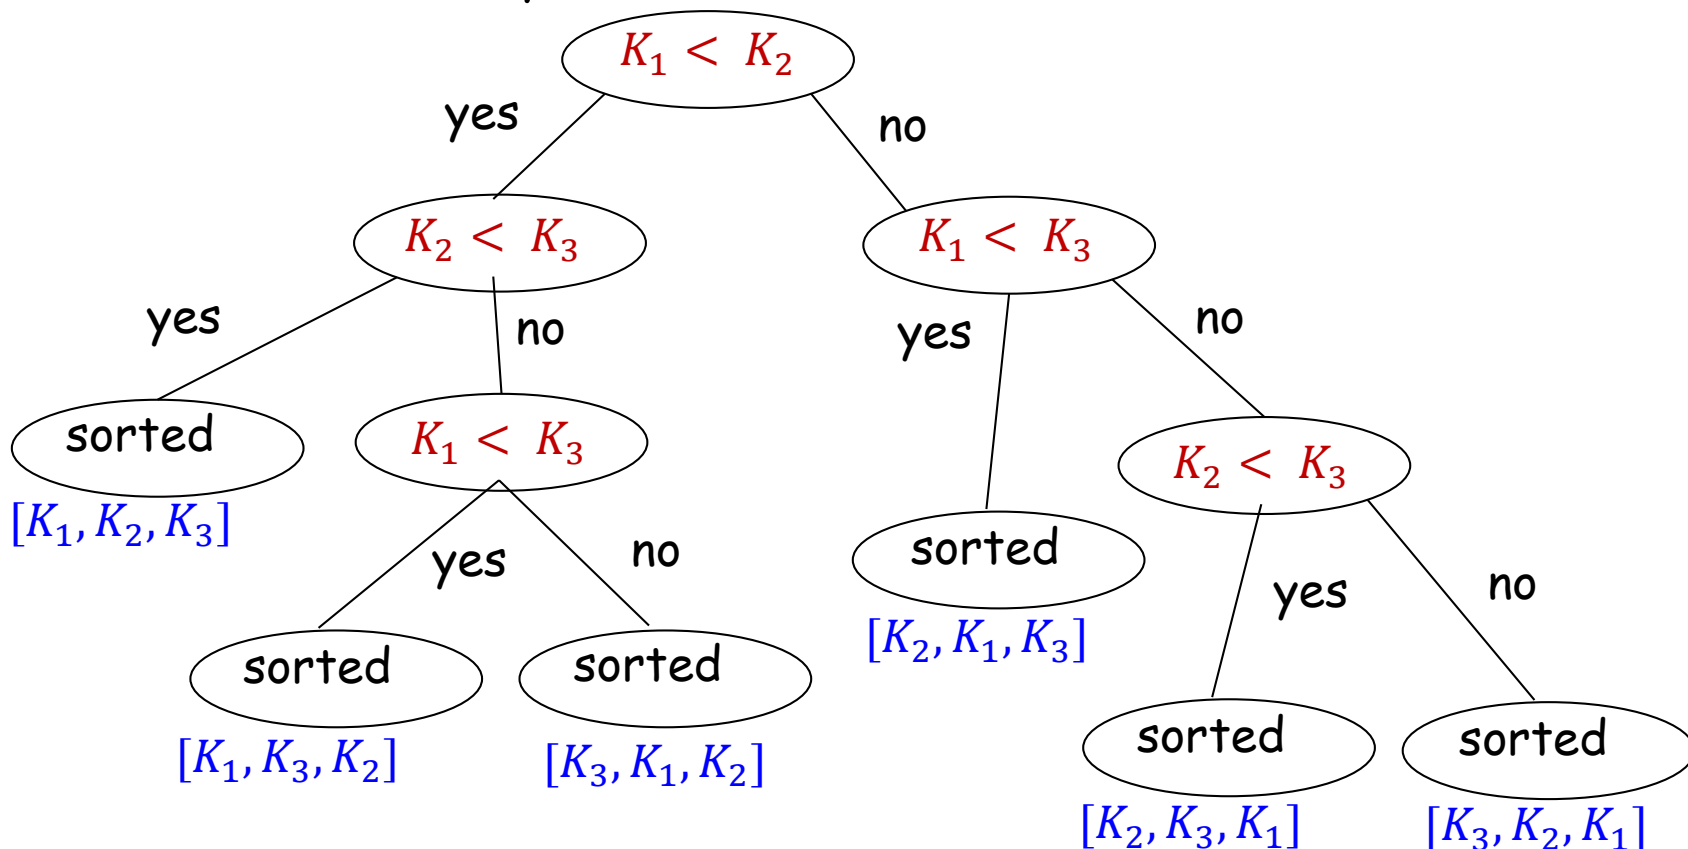 K₁ < K₂
yes
no
K₂ < K₃
K₁ < K₃
yes
no
yes
no
sorted
K₁ < K₃
K₂ < K₃
[K₁, K₂, K₃]
yes
no
sorted
yes
no
sorted
sorted
[K₂, K₁, K₃]
[K₁, K₃, K₂]
[K₃, K₁, K₂]
sorted
sorted
[K₂, K₃, K₁]
[K₃, K₂, K₁]